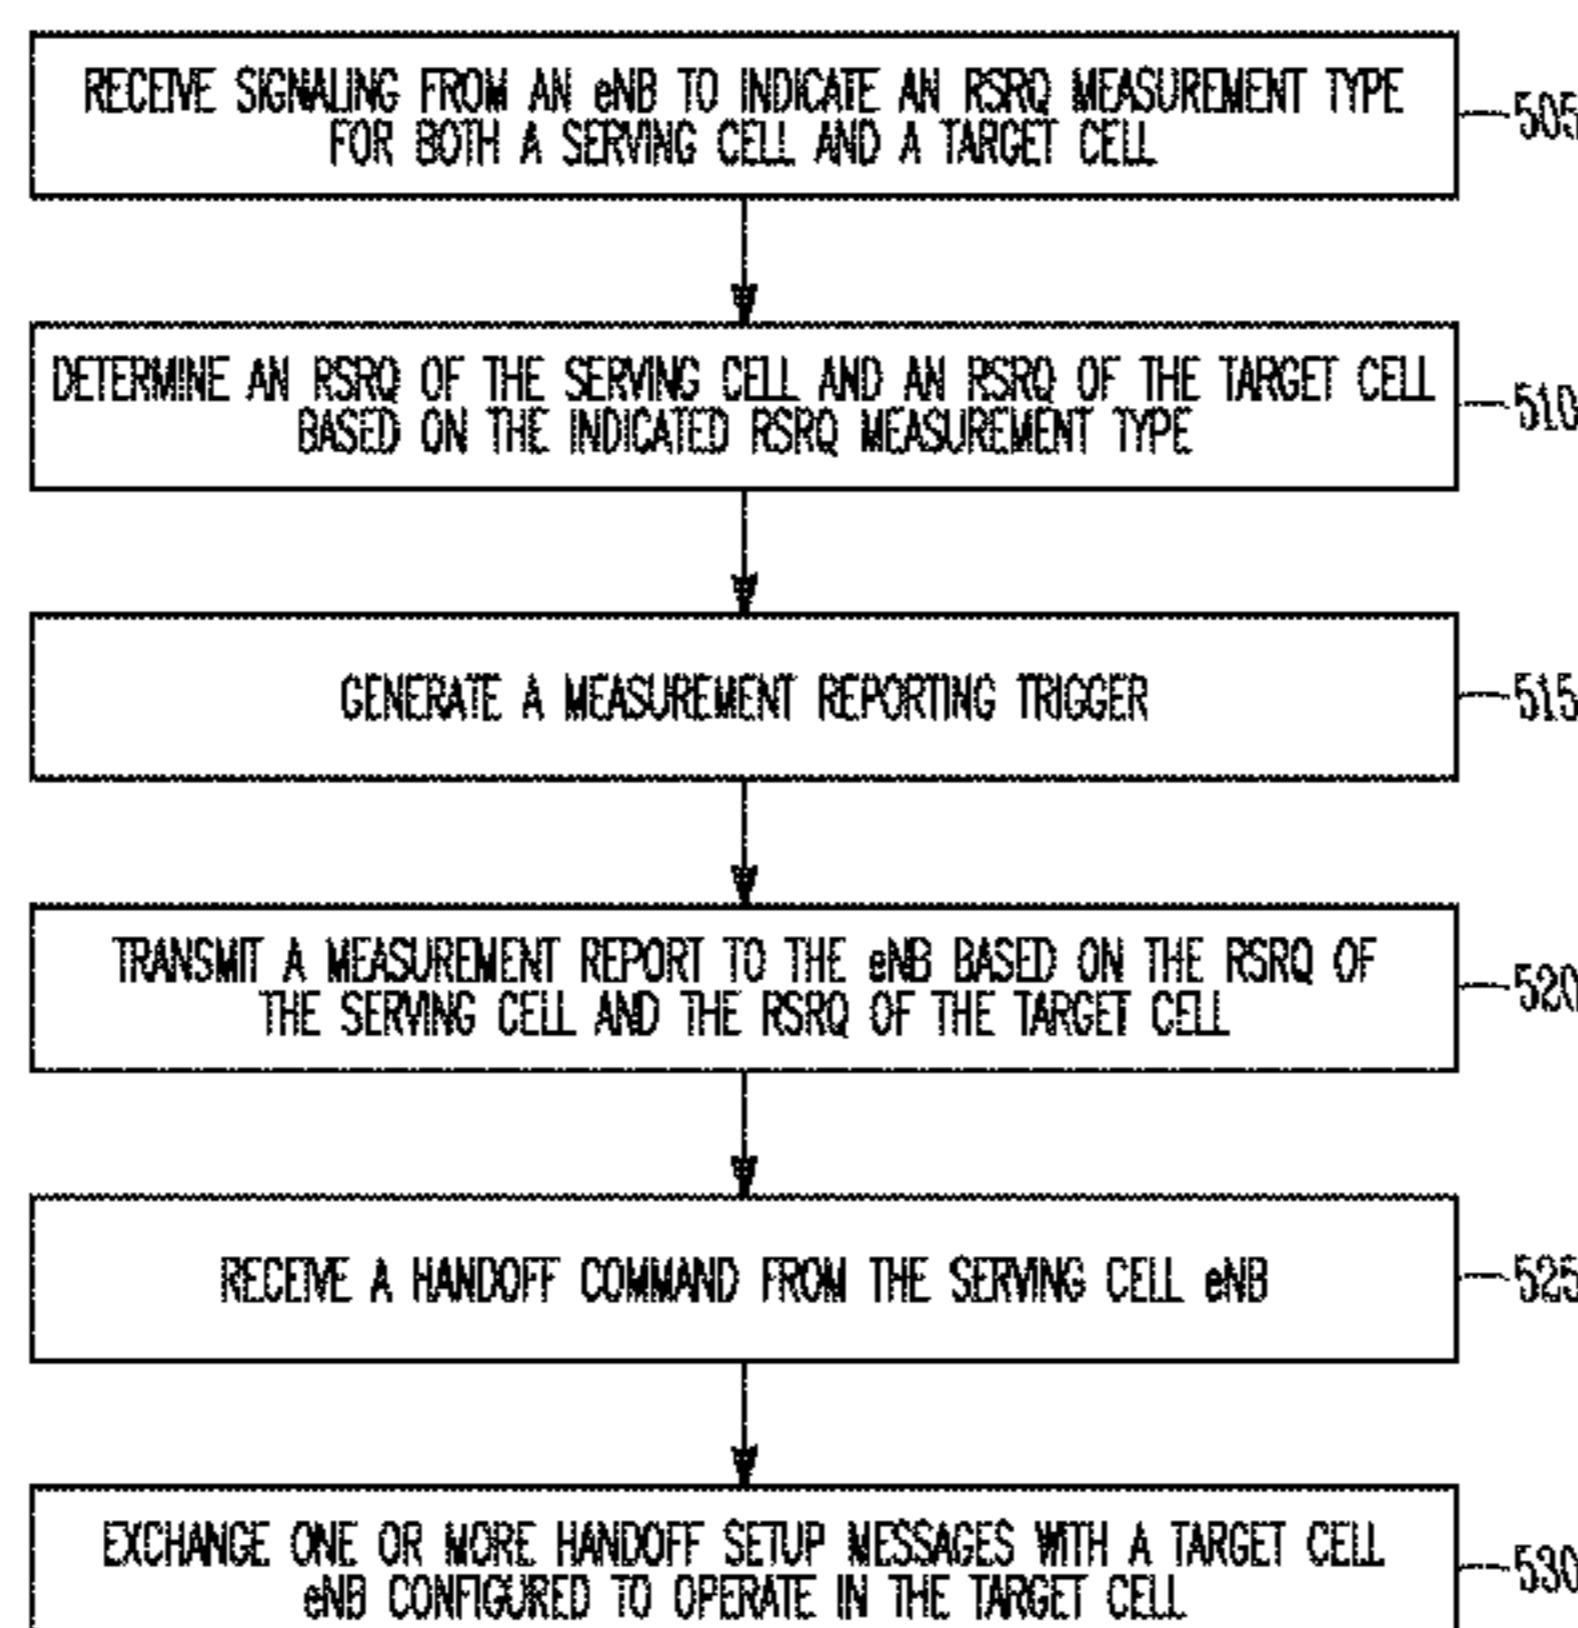 RECEIVE SIGNALING FROM AN eNB TO INDICATE AN RSRQ MEASUREMENT TYPE
FOR BOTH A SERVING CELL AND A TARGET CELL
505
DETERMINE AN RSRQ OF THE SERVING CELL AND AN RSRQ OF THE TARGET CELL
BASED ON THE INDICATED RSRQ MEASUREMENT TYPE
510
GENERATE A MEASUREMENT REPORTING TRIGGER
515
TRANSMIT A MEASUREMENT REPORT TO THE eNB BASED ON THE RSRQ OF
THE SERVING CELL AND THE RSRQ OF THE TARGET CELL
520
RECEIVE A HANDOFF COMMAND FROM THE SERVING CELL eNB
525
EXCHANGE ONE OR MORE HANDOFF SETUP MESSAGES WITH A TARGET CELL
eNB CONFIGURED TO OPERATE IN THE TARGET CELL
530